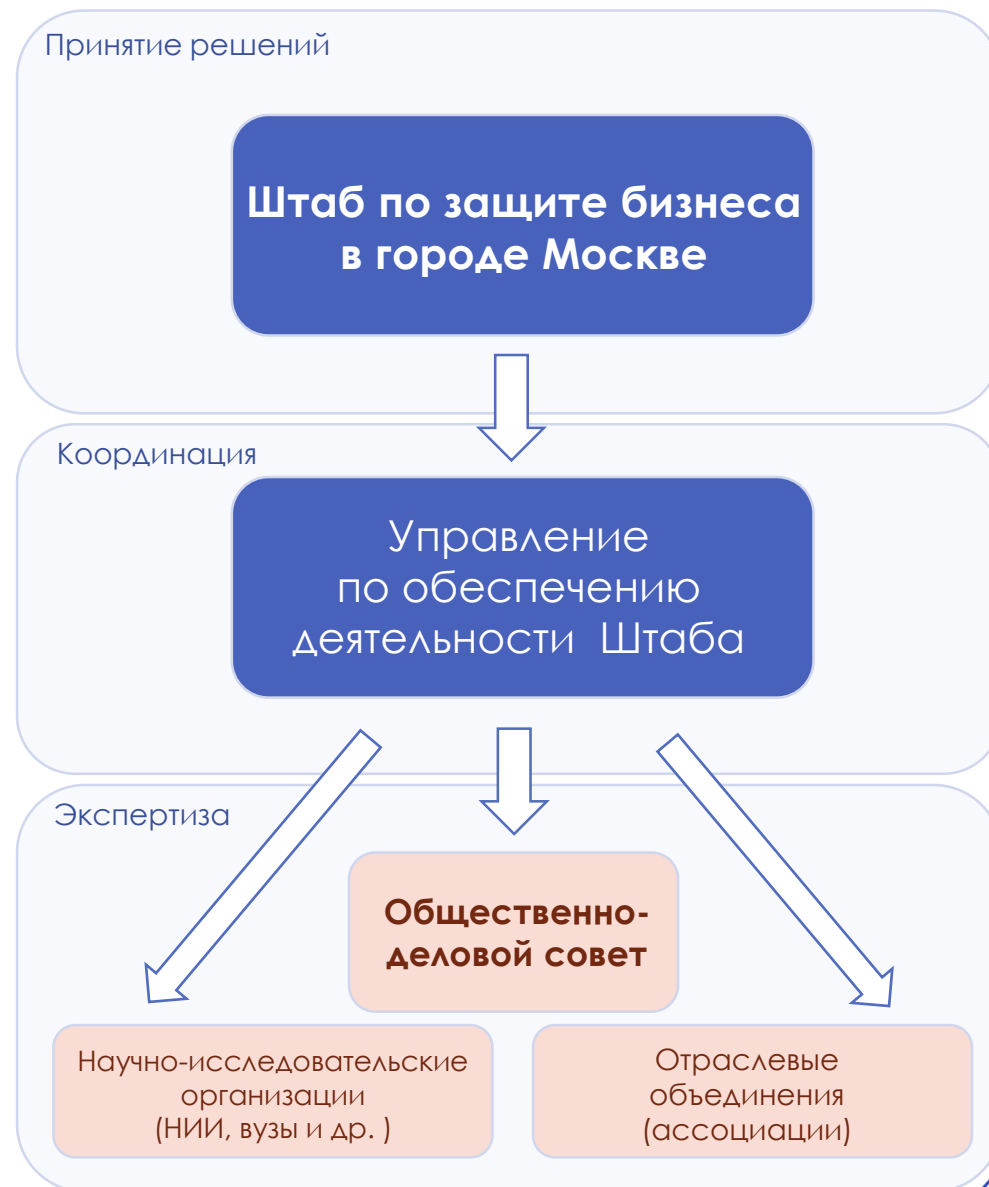 Принятие решений
Штаб по защите бизнеса
в городе Москве
Координация
Управление
по обеспечению
деятельности Штаба
Экспертиза
Общественно-
деловой совет
Научно-исследовательские
организации
(НИИ, вузы и др. )
Отраслевые
объединения
(ассоциации)